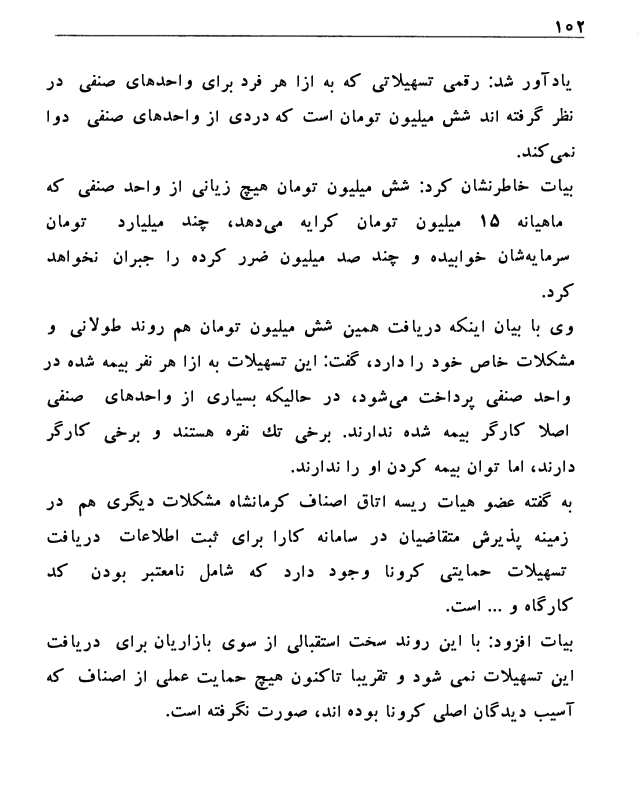 ۱۰۲
یادآور شد: رقمی تسهیلاتی که به ازا هر فرد برای واحدهای صنفی در
نظر گرفته اند شش میلیون تومان است که دردی از واحدهای صنفی دوا
نمی‌کند.
بیات خاطرنشان کرد: شش میلیون تومان هیچ زیانی از واحد صنفی که
ماهیانه ۱۵ میلیون تومان کرایه می‌دهد، چند میلیارد تومان
سرمایه‌شان خوابیده و چند صد میلیون ضرر کرده را جبران نخواهد
کرد.
وی با بیان اینکه دریافت همین شش میلیون تومان هم روند طولانی و
مشکلات خاص خود را دارد، گفت: این تسهیلات به ازا هر نفر بیمه شده در
واحد صنفی پرداخت می‌شود، در حالیکه بسیاری از واحدهای صنفی
اصلا کارگر بیمه شده ندارند. برخی تك نفره هستند و برخی کارگر
دارند، اما توان بیمه کردن او را ندارند.
به گفته عضو هیات ریسه اتاق اصناف کرمانشاه مشکلات دیگری هم در
زمینه پذیرش متقاضیان در سامانه کارا برای ثبت اطلاعات دریافت
تسهیلات حمایتی کرونا وجود دارد که شامل نامعتبر بودن کد
کارگاه و ... است.
بیات افزود: با این روند سخت استقبالی از سوی بازاریان برای دریافت
این تسهیلات نمی شود و تقریبا تاکنون هیچ حمایت عملی از اصناف که
آسیب دیدگان اصلی کرونا بوده اند، صورت نگرفته است.